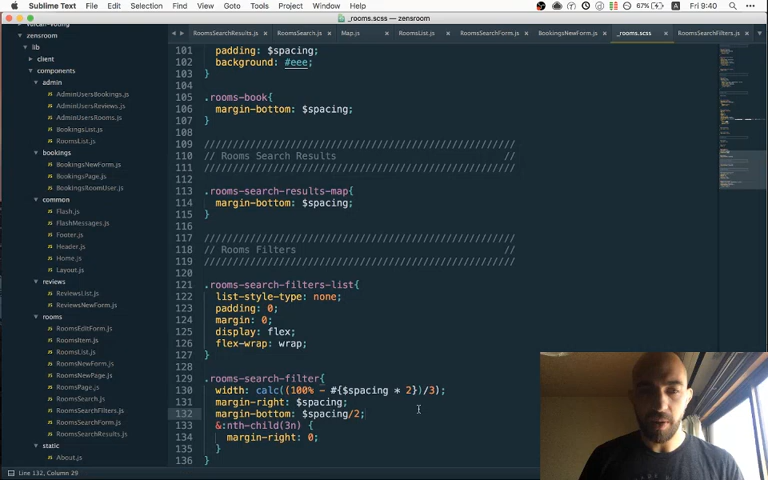 Sublime Text File Edit Selection Find View Goto Tools Project Window Help 67% A Fri 9:40
_rooms.scss — zensroom
RoomsSearchResults.js RoomsSearch.js Map.js RoomsList.js RoomsSearchForm.js BookingsNewForm.js _rooms.scss RoomsSearchFilters.js
zensroom
lib
client
components
admin
AdminUsersBookings.js
AdminUsersReviews.js
AdminUsersRooms.js
BookingsList.js
RoomsList.js
bookings
BookingsNewForm.js
BookingsPage.js
BookingsRoomUser.js
common
Flash.js
FlashMessages.js
Footer.js
Header.js
Home.js
Layout.js
reviews
ReviewsList.js
ReviewsNewForm.js
rooms
RoomsEditForm.js
RoomsItem.js
RoomsList.js
RoomsNewForm.js
RoomsNewPage.js
RoomsPage.js
RoomsSearch.js
RoomsSearchFilters.js
RoomsSearchForm.js
RoomsSearchResults.js
static
About.js
101 padding: $spacing;
102 background: #eee;
103 }
104
105 .rooms-book{
106 margin-bottom: $spacing;
107 }
108
109 //////////////////////////////////////////////////////
110 // Rooms Search Results //
111 //////////////////////////////////////////////////////
112
113 .rooms-search-results-map{
114 margin-bottom: $spacing;
115 }
116
117 //////////////////////////////////////////////////////
118 // Rooms Filters //
119 //////////////////////////////////////////////////////
120
121 .rooms-search-filters-list{
122 list-style-type: none;
123 padding: 0;
124 margin: 0;
125 display: flex;
126 flex-wrap: wrap;
127 }
128
129 .rooms-search-filter{
130 width: calc((100% - #{$spacing * 2})/3);
131 margin-right: $spacing;
132 margin-bottom: $spacing/2;
133 &:nth-child(3n) {
134 margin-right: 0;
135 }
136 }
Line 132, Column 29